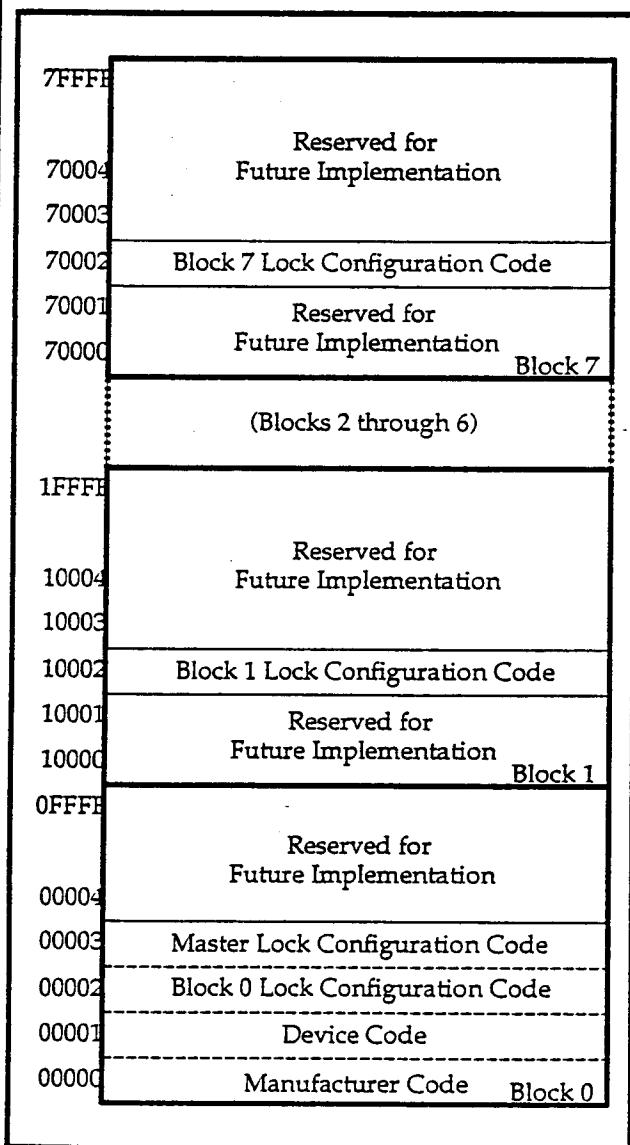 7FFFF
Reserved for
Future Implementation
70004
70003
70002 Block 7 Lock Configuration Code
70001
Reserved for
Future Implementation
70000
Block 7
(Blocks 2 through 6)
1FFFF
Reserved for
Future Implementation
10004
10003
10002 Block 1 Lock Configuration Code
10001
Reserved for
Future Implementation
10000
Block 1
0FFFF
Reserved for
Future Implementation
00004
00003 Master Lock Configuration Code
00002 Block 0 Lock Configuration Code
00001 Device Code
00000 Manufacturer Code Block 0